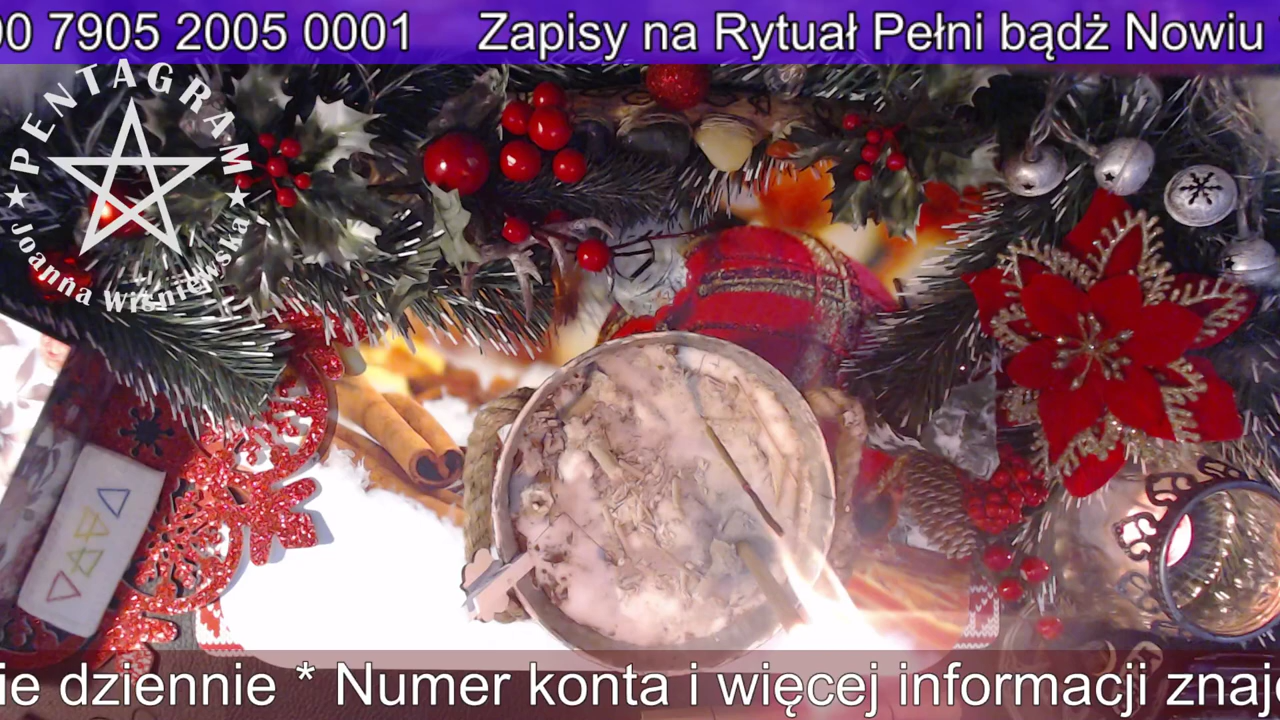 00 7905 2005 0001 Zapisy na Rytuał Pełni bądź Nowiu
PENTAGRAM
Joanna Wiśniewska
ie dziennie * Numer konta i więcej informacji znaj